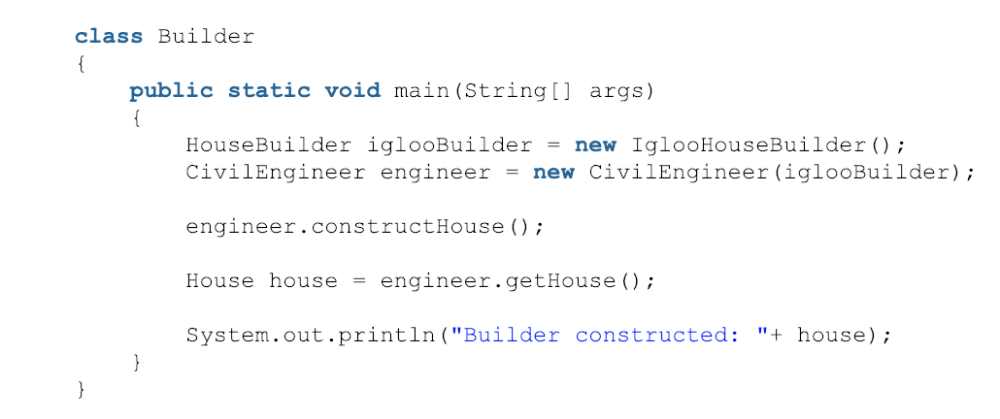 class Builder
{
    public static void main(String[] args)
    {
        HouseBuilder iglooBuilder = new IglooHouseBuilder();
        CivilEngineer engineer = new CivilEngineer(iglooBuilder);

        engineer.constructHouse();

        House house = engineer.getHouse();

        System.out.println("Builder constructed: "+ house);
    }
}